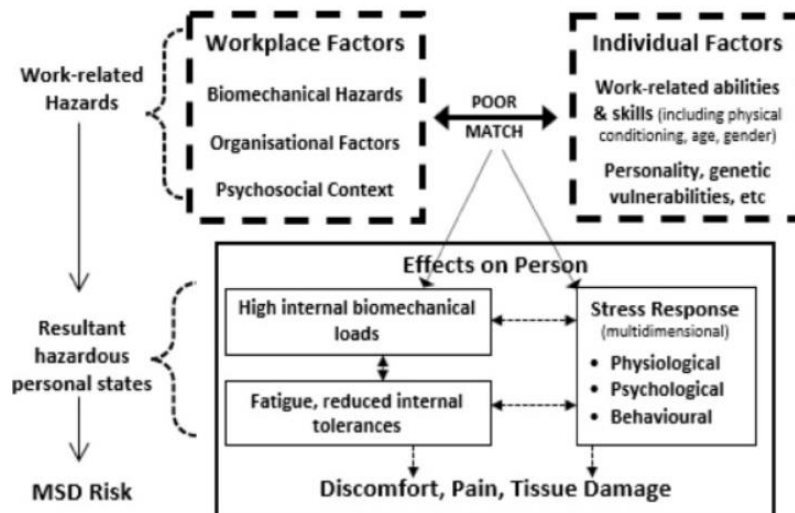 Workplace Factors
Biomechanical Hazards
Organisational Factors
Psychosocial Context
Individual Factors
Work-related abilities
& skills (including physical
conditioning, age, gender)
Personality, genetic
vulnerabilities, etc
POOR
MATCH
Work-related
Hazards
Effects on Person
High internal biomechanical
loads
Fatigue, reduced internal
tolerances
Stress Response
(multidimensional)
• Physiological
• Psychological
• Behavioural
Resultant
hazardous
personal states
MSD Risk
Discomfort, Pain, Tissue Damage